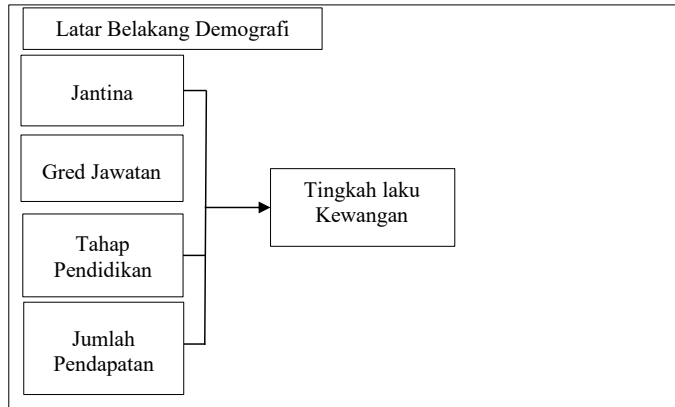 Latar Belakang Demografi
Jantina
Gred Jawatan
Tahap
Pendidikan
Jumlah
Pendapatan
Tingkah laku
Kewangan